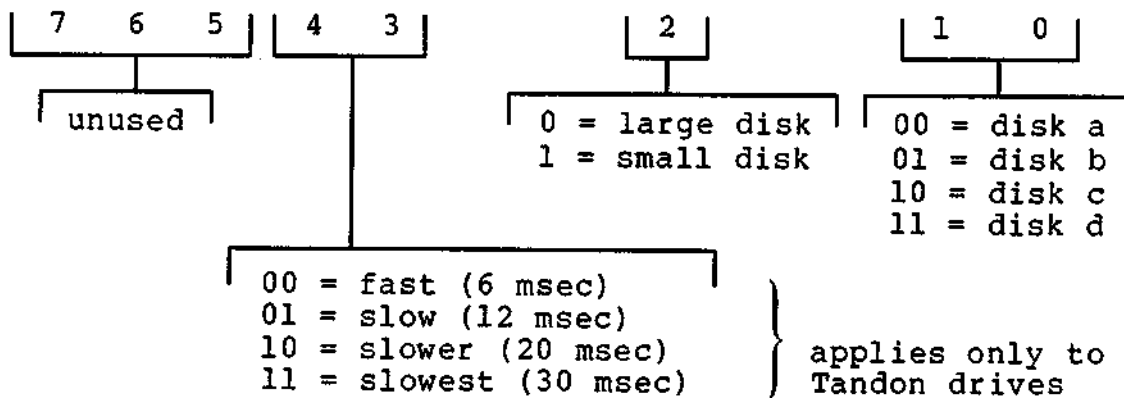 7 6 5 4 3 2 1 0
unused
0 = large disk
1 = small disk
00 = disk a
01 = disk b
10 = disk c
11 = disk d
00 = fast (6 msec)
01 = slow (12 msec)
10 = slower (20 msec)
11 = slowest (30 msec)
applies only to
Tandon drives